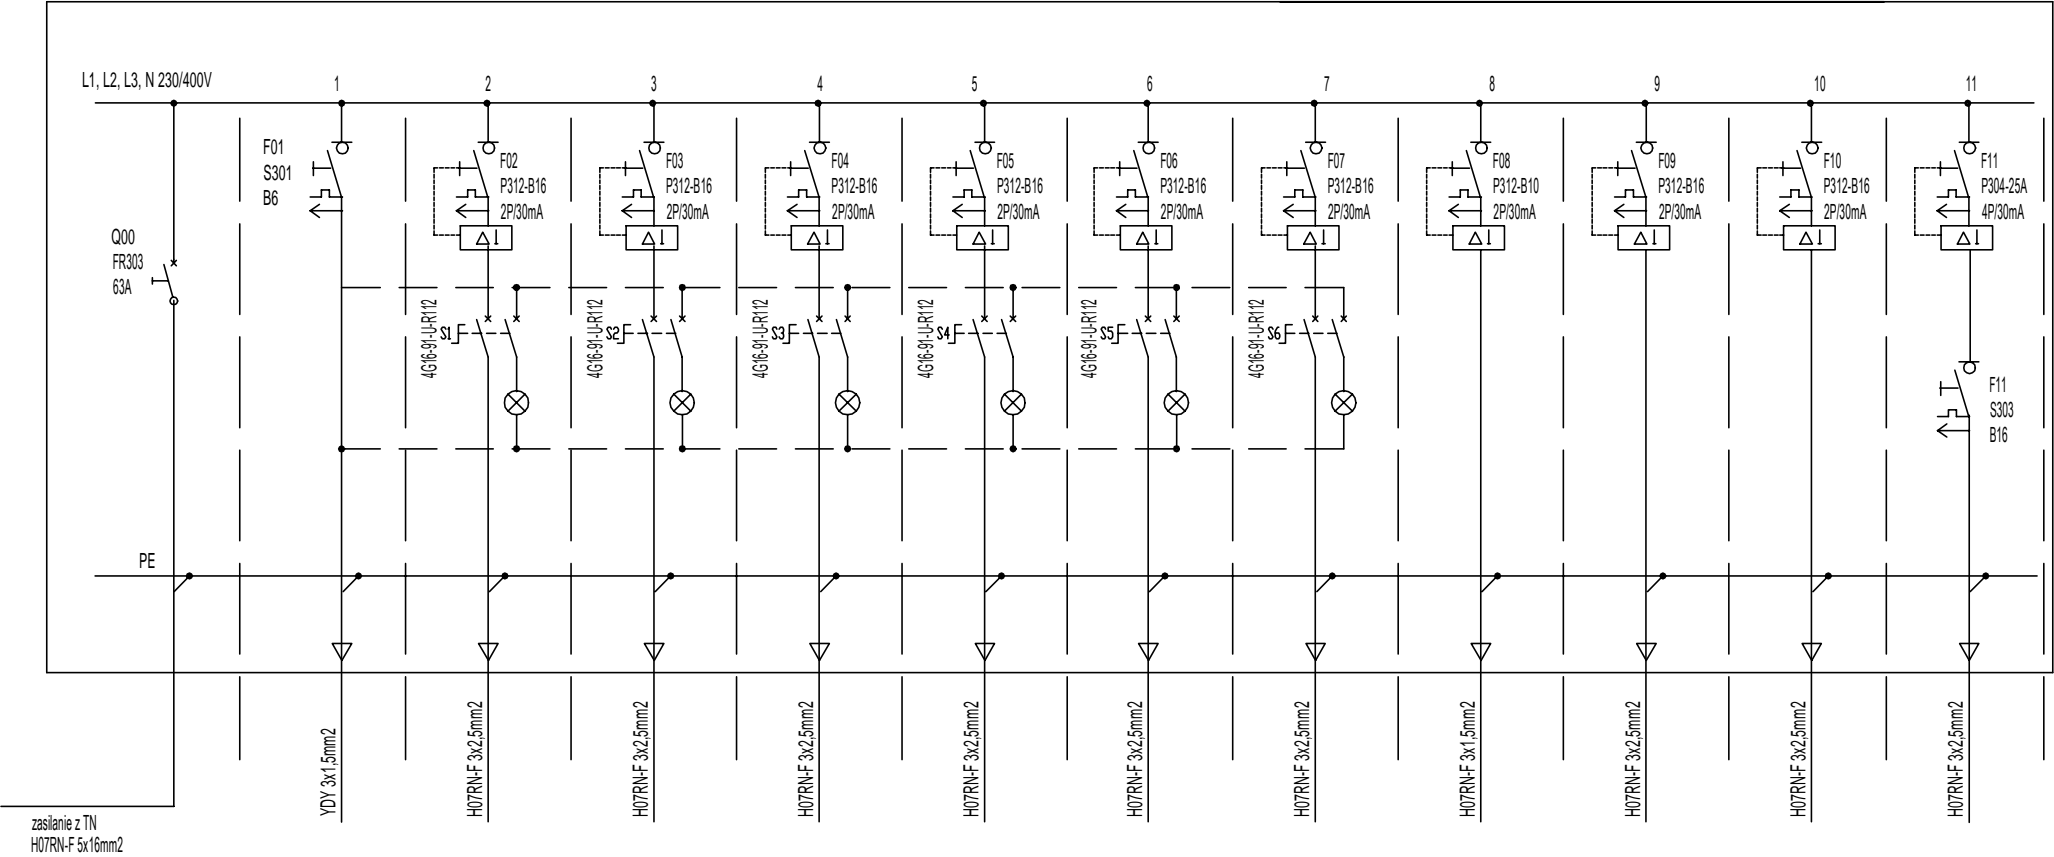 L1, L2, L3, N 230/400V
1
2
3
4
5
6
7
8
9
10
11
F01
S301
B6
F02
P312-B16
2P/30mA
F03
P312-B16
2P/30mA
F04
P312-B16
2P/30mA
F05
P312-B16
2P/30mA
F06
P312-B16
2P/30mA
F07
P312-B16
2P/30mA
F08
P312-B10
2P/30mA
F09
P312-B16
2P/30mA
F10
P312-B16
2P/30mA
F11
P304-25A
4P/30mA
Q00
FR303
63A
4G16-91-U-R112
S1
4G16-91-U-R112
S2
4G16-91-U-R112
S3
4G16-91-U-R112
S4
4G16-91-U-R112
S5
4G16-91-U-R112
S6
F11
S303
B16
PE
YDY 3x1,5mm2
H07RN-F 3x2,5mm2
H07RN-F 3x2,5mm2
H07RN-F 3x2,5mm2
H07RN-F 3x2,5mm2
H07RN-F 3x2,5mm2
H07RN-F 3x2,5mm2
H07RN-F 3x1,5mm2
H07RN-F 3x2,5mm2
H07RN-F 3x2,5mm2
H07RN-F 3x2,5mm2
zasilanie z TN
H07RN-F 5x16mm2